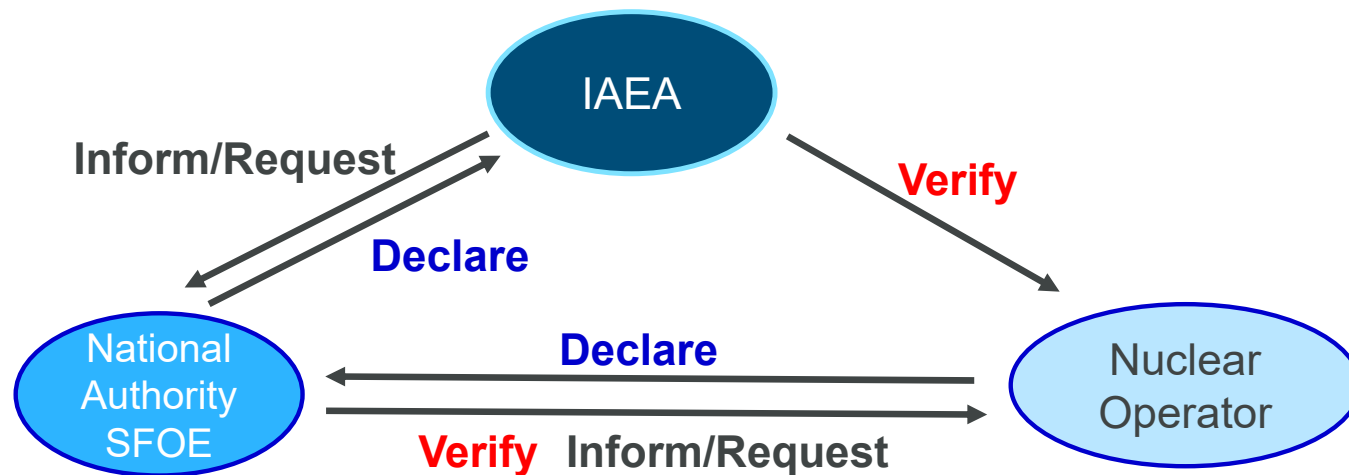 IAEA
Inform/Request
Verify
Declare
National
Authority
SFOE
Declare
Nuclear
Operator
Verify Inform/Request